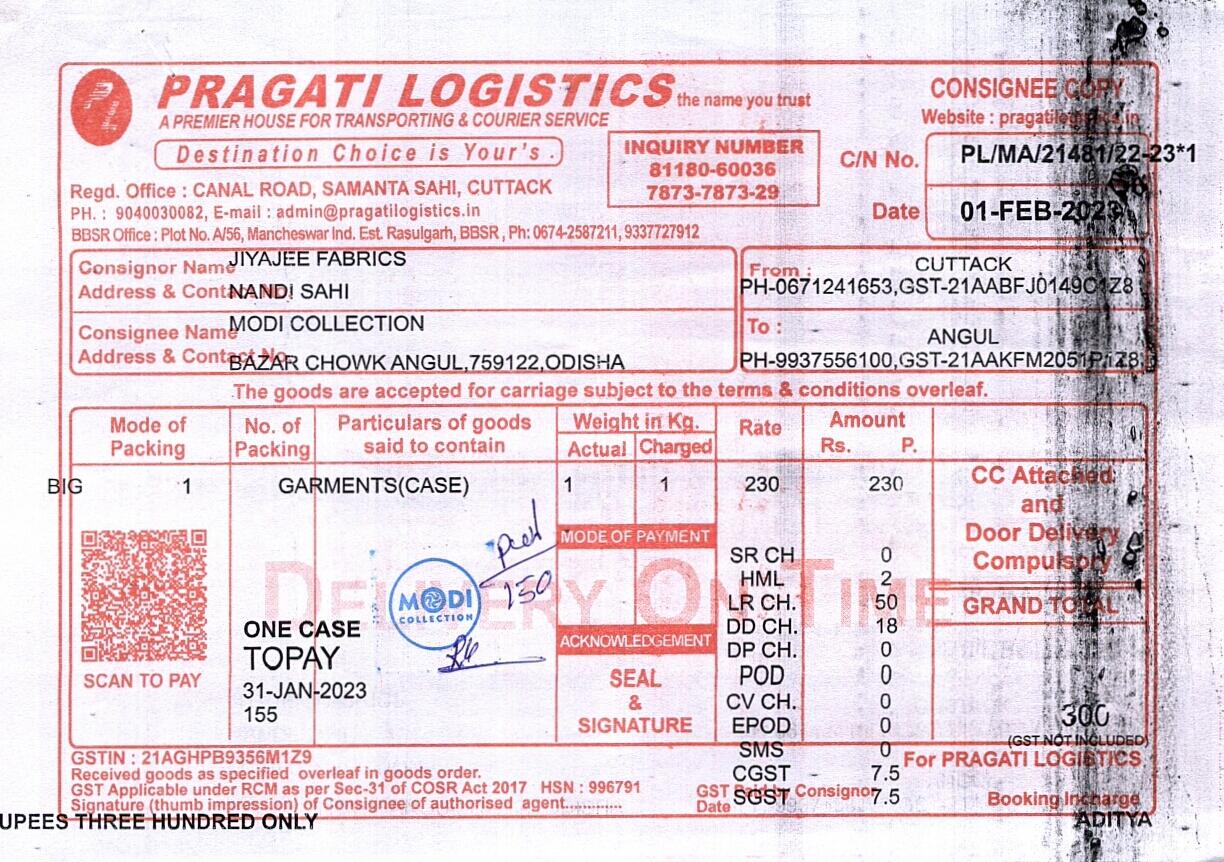 PRAGATI LOGISTICS the name you trust
A PREMIER HOUSE FOR TRANSPORTING & COURIER SERVICE
Destination Choice is Your's .
CONSIGNEE COPY
Website : pragatilogistics.in
INQUIRY NUMBER
81180-60036
7873-7873-29
C/N No. PL/MA/21481/22-23*1
Date 01-FEB-2023
Regd. Office : CANAL ROAD, SAMANTA SAHI, CUTTACK
PH. : 9040030082, E-mail : admin@pragatilogistics.in
BBSR Office : Plot No. A/56, Mancheswar Ind. Est. Rasulgarh, BBSR , Ph: 0674-2587211, 9337727912
Consignor Name JIYAJEE FABRICS
Address & Contact No. NANDI SAHI
From : CUTTACK
PH-0671241653,GST-21AABFJ0149C1Z8
Consignee Name MODI COLLECTION
Address & Contact No. BAZAR CHOWK ANGUL,759122,ODISHA
To : ANGUL
PH-9937556100,GST-21AAKFM2051P1Z8
The goods are accepted for carriage subject to the terms & conditions overleaf.
Mode of Packing No. of Packing Particulars of goods said to contain Weight in Kg. Actual Charged Rate Amount Rs. P.
BIG 1 GARMENTS(CASE) 1 1 230 230
CC Attached
and
Door Delivery
Compulsory
GRAND TOTAL
300
(GST NOT INCLUDED)
MODE OF PAYMENT
DELIVERY ON TIME
SR CH 0
HML 2
LR CH. 50
DD CH. 18
DP CH. 0
POD 0
CV CH. 0
EPOD 0
SMS 0
CGST 7.5
SGST 7.5
ACKNOWLEDGEMENT
SEAL
&
SIGNATURE
MODI
COLLECTION
150
SCAN TO PAY
ONE CASE
TOPAY
31-JAN-2023
155
GSTIN : 21AGHPB9356M1Z9
Received goods as specified overleaf in goods order.
GST Applicable under RCM as per Sec-31 of COSR Act 2017 HSN : 996791
Signature (thumb impression) of Consignee of authorised agent.............
GST Paid by Consignor
Date
For PRAGATI LOGISTICS
Booking Incharge
ADITYA
UPEES THREE HUNDRED ONLY